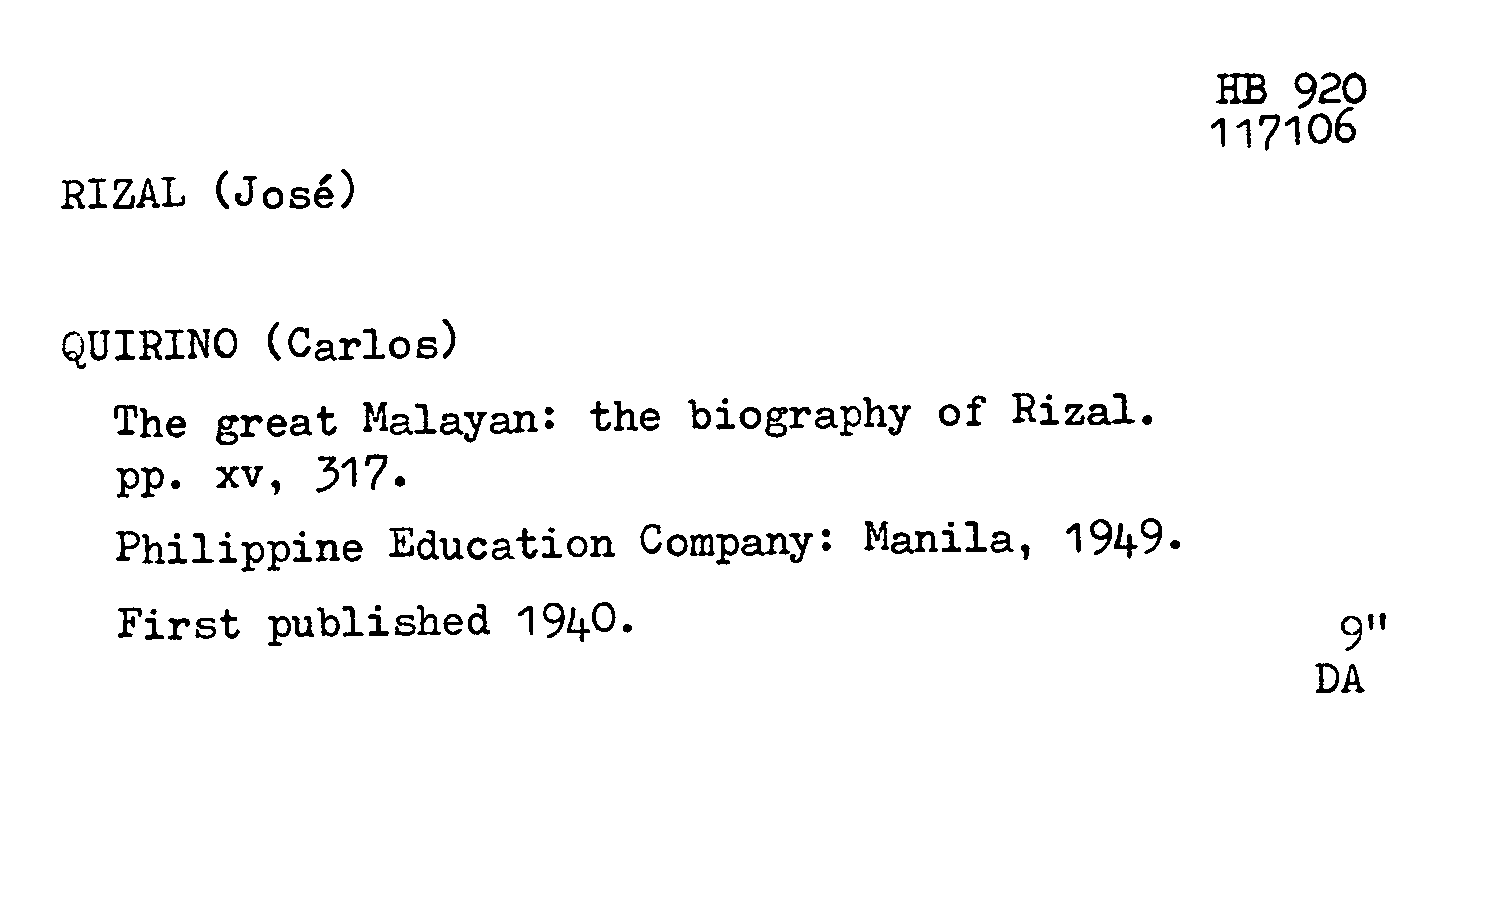 HB 920
117106
RIZAL (José)
QUIRINO (Carlos)
The great Malayan: the biography of Rizal.
pp. xv, 317.
Philippine Education Company: Manila, 1949.
First published 1940.
9"
DA